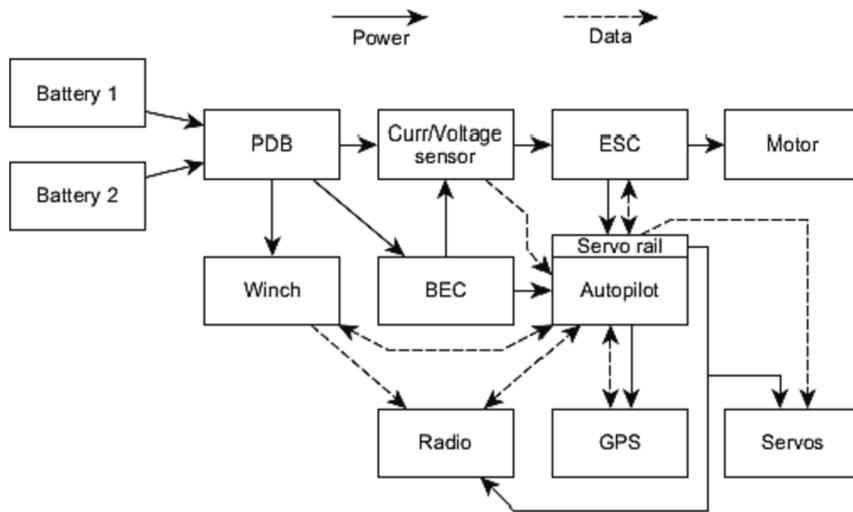 Power
Data
Battery 1
Battery 2
PDB
Curr/Voltage
sensor
ESC
Motor
Servo rail
Winch
BEC
Autopilot
Radio
GPS
Servos